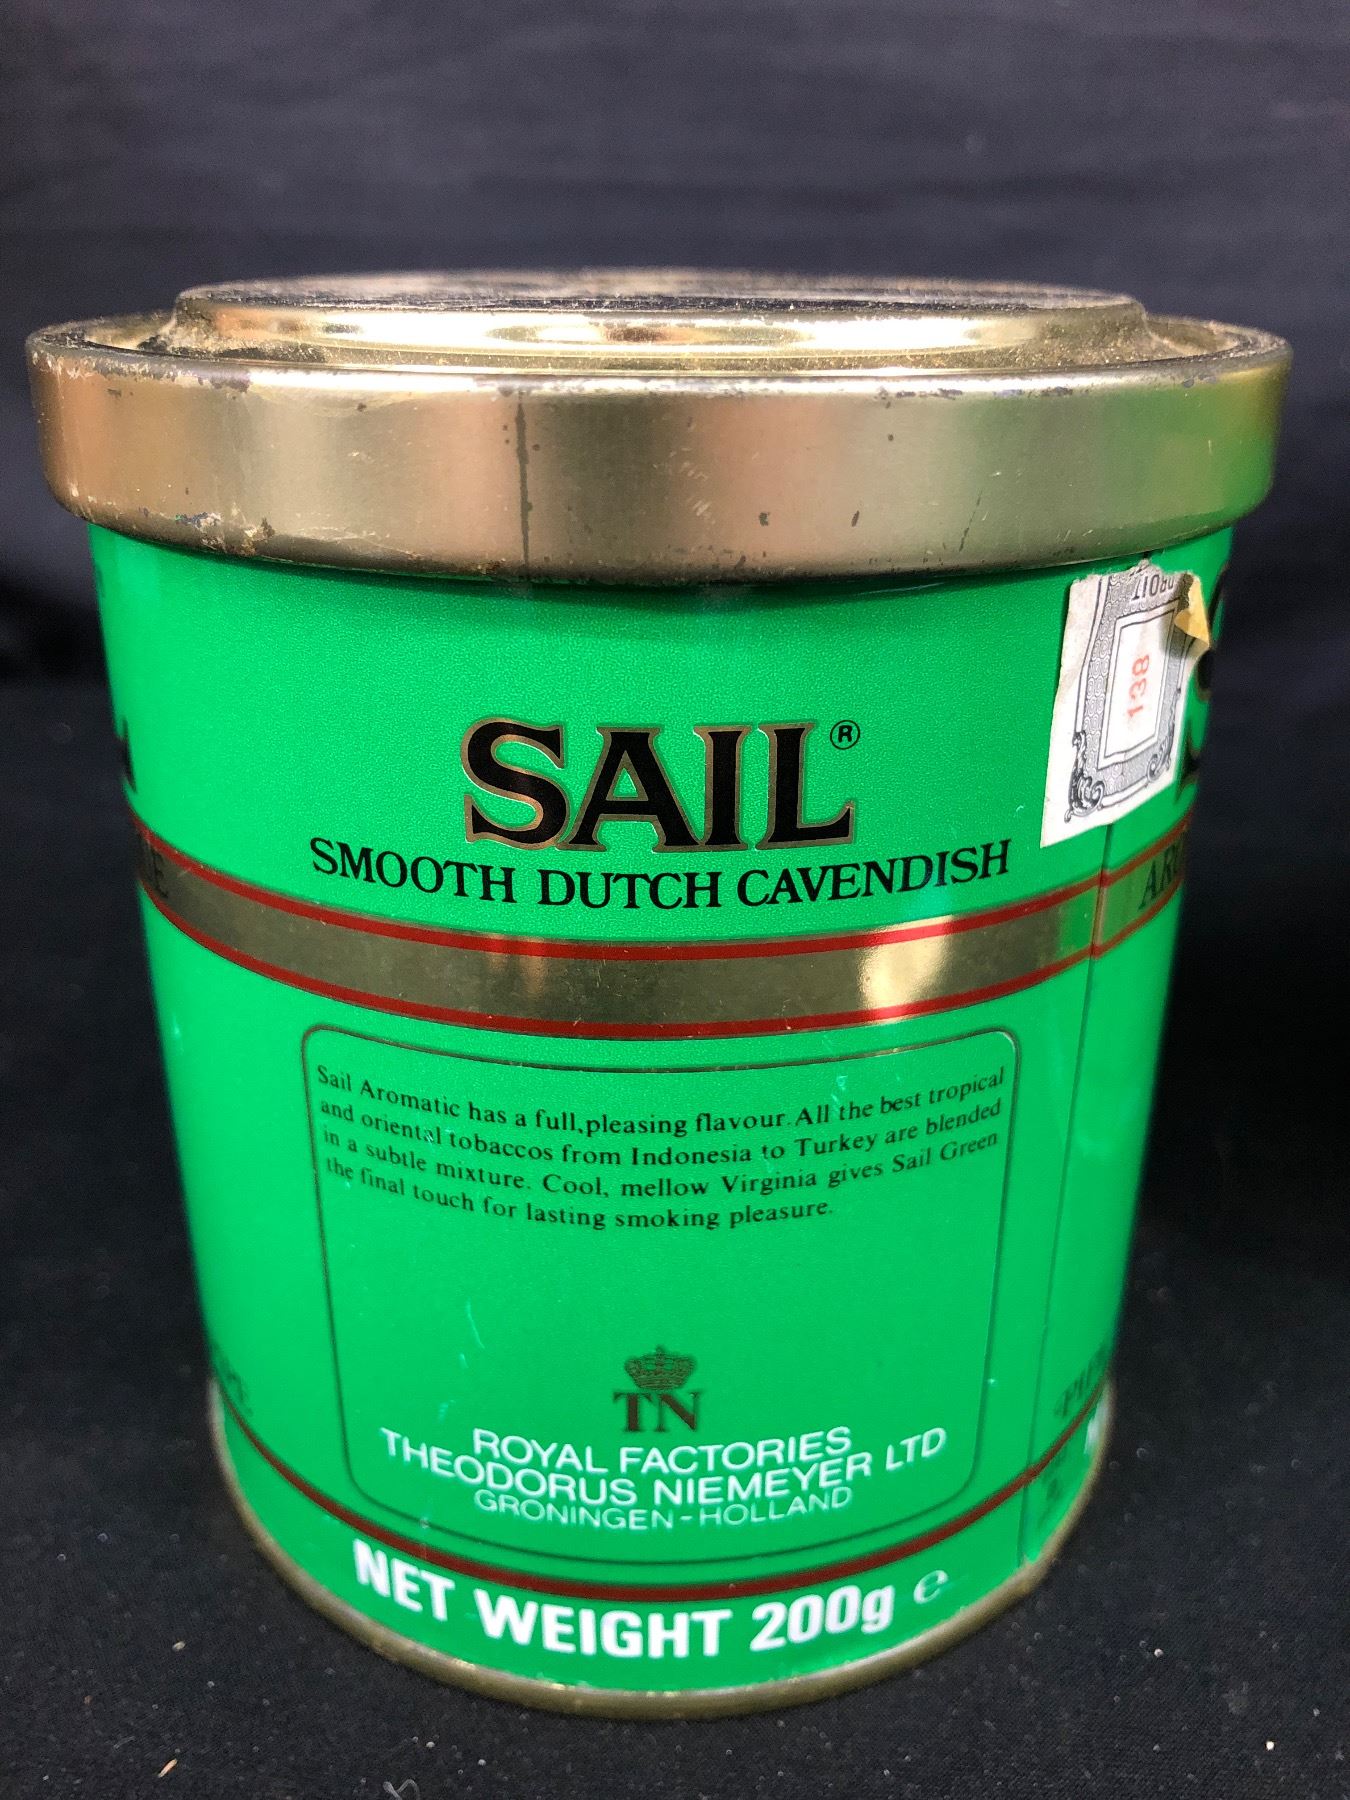 SAIL®
SMOOTH DUTCH CAVENDISH
Sail Aromatic has a full,pleasing flavour. All the best tropical
and oriental tobaccos from Indonesia to Turkey are blended
in a subtle mixture. Cool, mellow Virginia gives Sail Green
the final touch for lasting smoking pleasure.
TN
ROYAL FACTORIES
THEODORUS NIEMEYER LTD
GRONINGEN-HOLLAND
NET WEIGHT 200g ℮
138